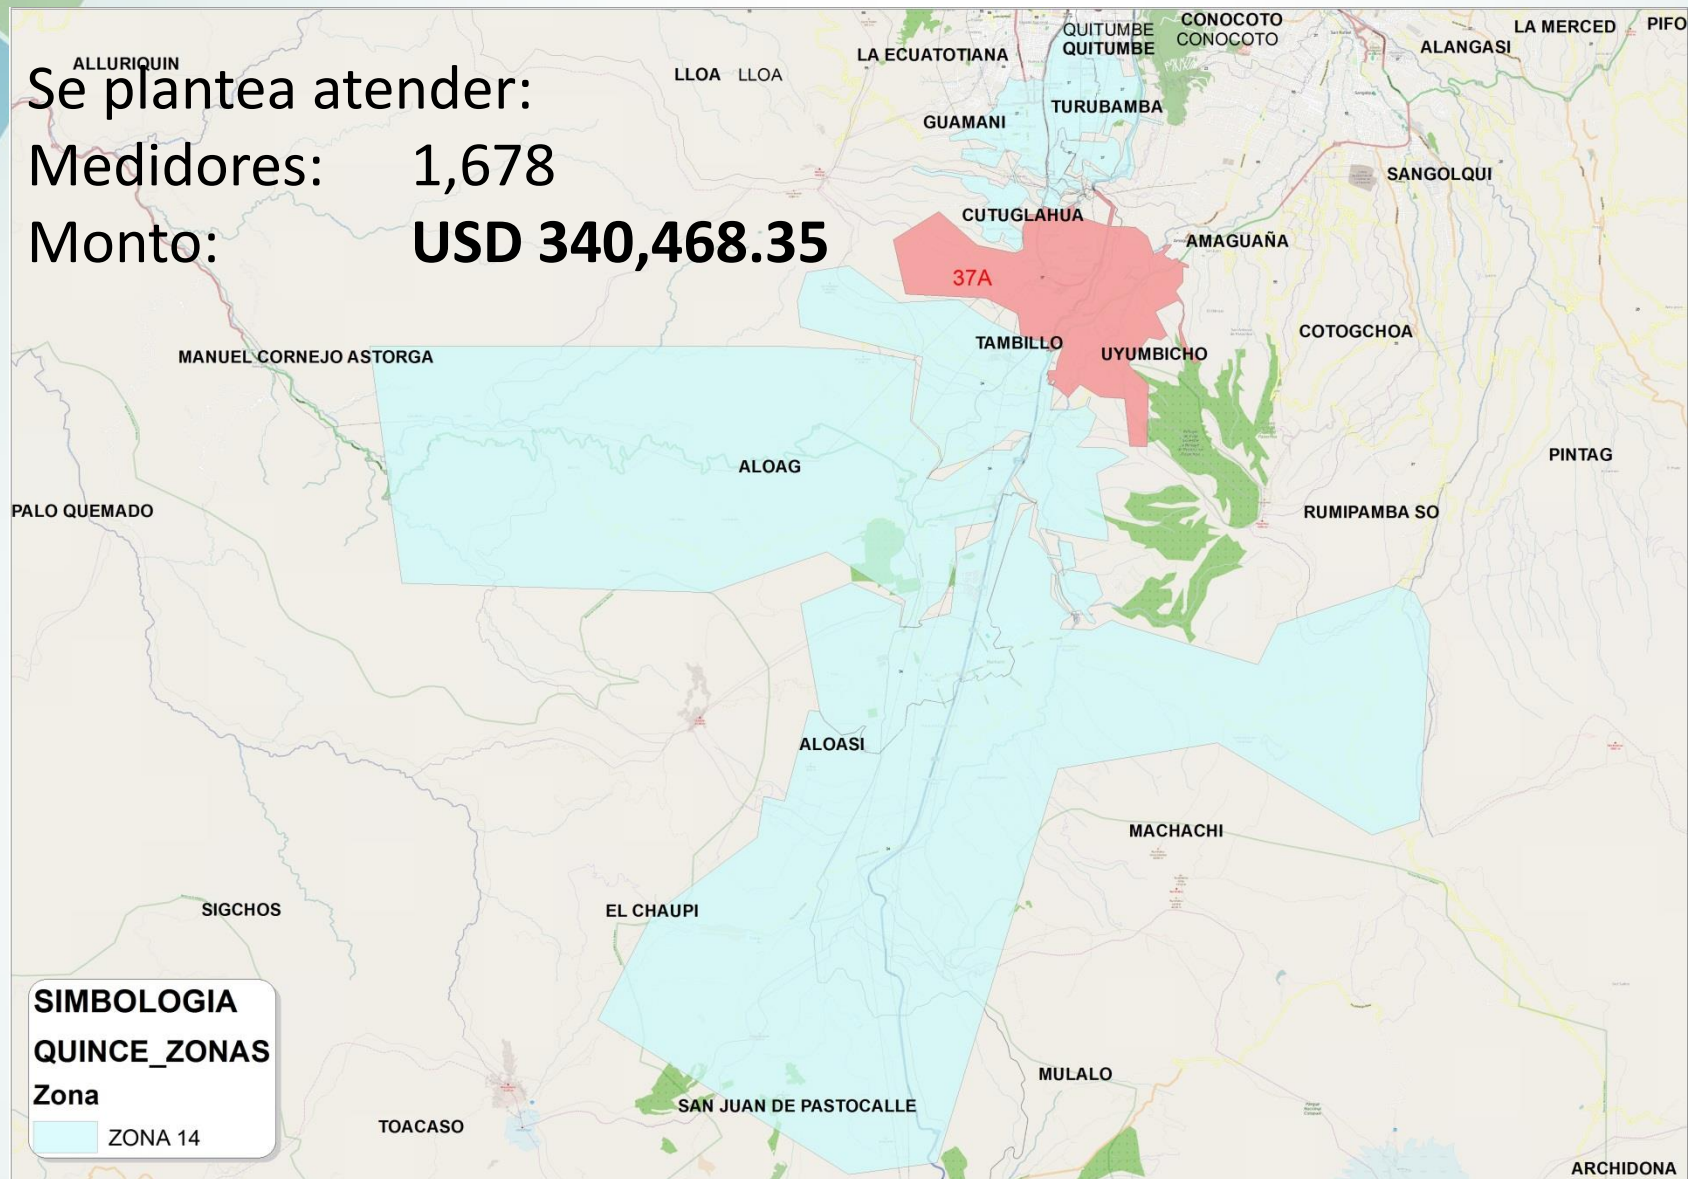 Se plantea atender:
Medidores: 1,678
Monto: USD 340,468.35
ALLURIQUIN
LLOA LLOA
LA ECUATOTIANA
QUITUMBE
QUITUMBE
CONOCOTO
CONOCOTO
ALANGASI
LA MERCED
PIFO
GUAMANI
TURUBAMBA
SANGOLQUI
CUTUGLAHUA
AMAGUAÑA
37A
TAMBILLO
UYUMBICHO
COTOGCHOA
MANUEL CORNEJO ASTORGA
ALOAG
PINTAG
PALO QUEMADO
RUMIPAMBA SO
ALOASI
MACHACHI
SIGCHOS
EL CHAUPI
MULALO
SAN JUAN DE PASTOCALLE
TOACASO
ARCHIDONA
SIMBOLOGIA
QUINCE_ZONAS
Zona
ZONA 14